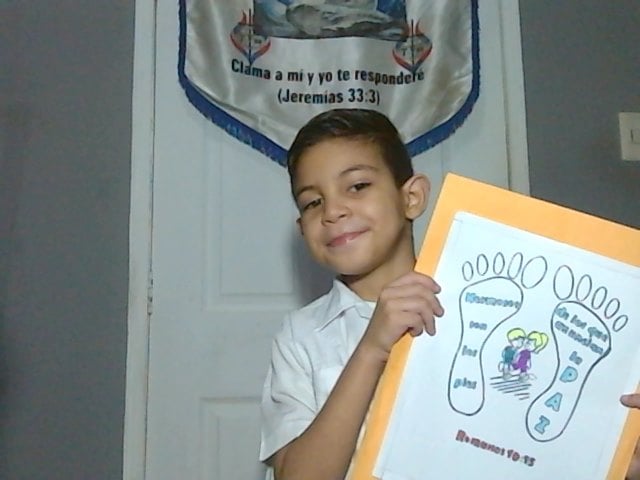 Clama a mí y yo te responderé
(Jeremías 33:3)
Hermosos
son
los
pies
de los que
anuncian
la
PAZ
Romanos 10:15